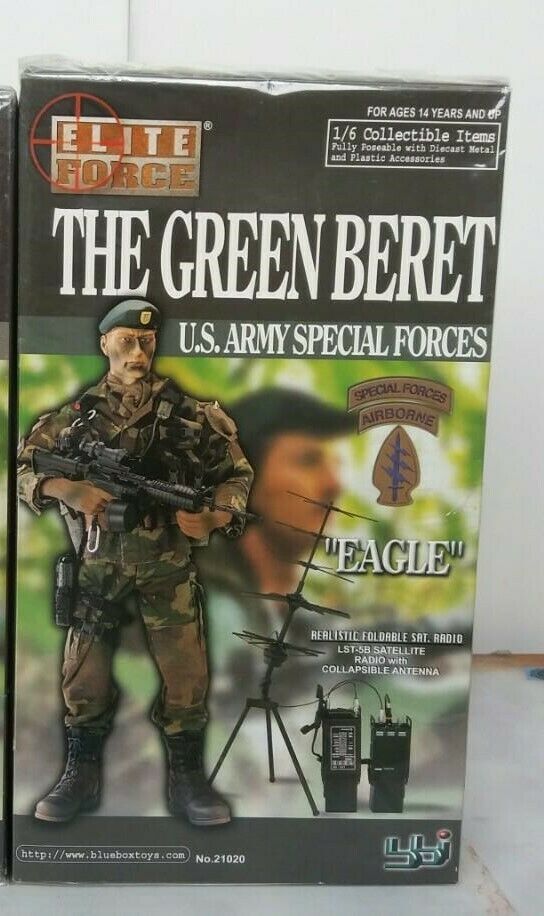 FOR AGES 14 YEARS AND UP
ELITE FORCE®
1/6 Collectible Items
Fully Poseable with Diecast Metal
and Plastic Accessories
THE GREEN BERET
U.S. ARMY SPECIAL FORCES
SPECIAL FORCES
AIRBORNE
"EAGLE"
REALISTIC FOLDABLE SAT. RADIO
LST-5B SATELLITE
RADIO with
COLLAPSIBLE ANTENNA
http://www.blueboxtoys.com
No.21020
bbi